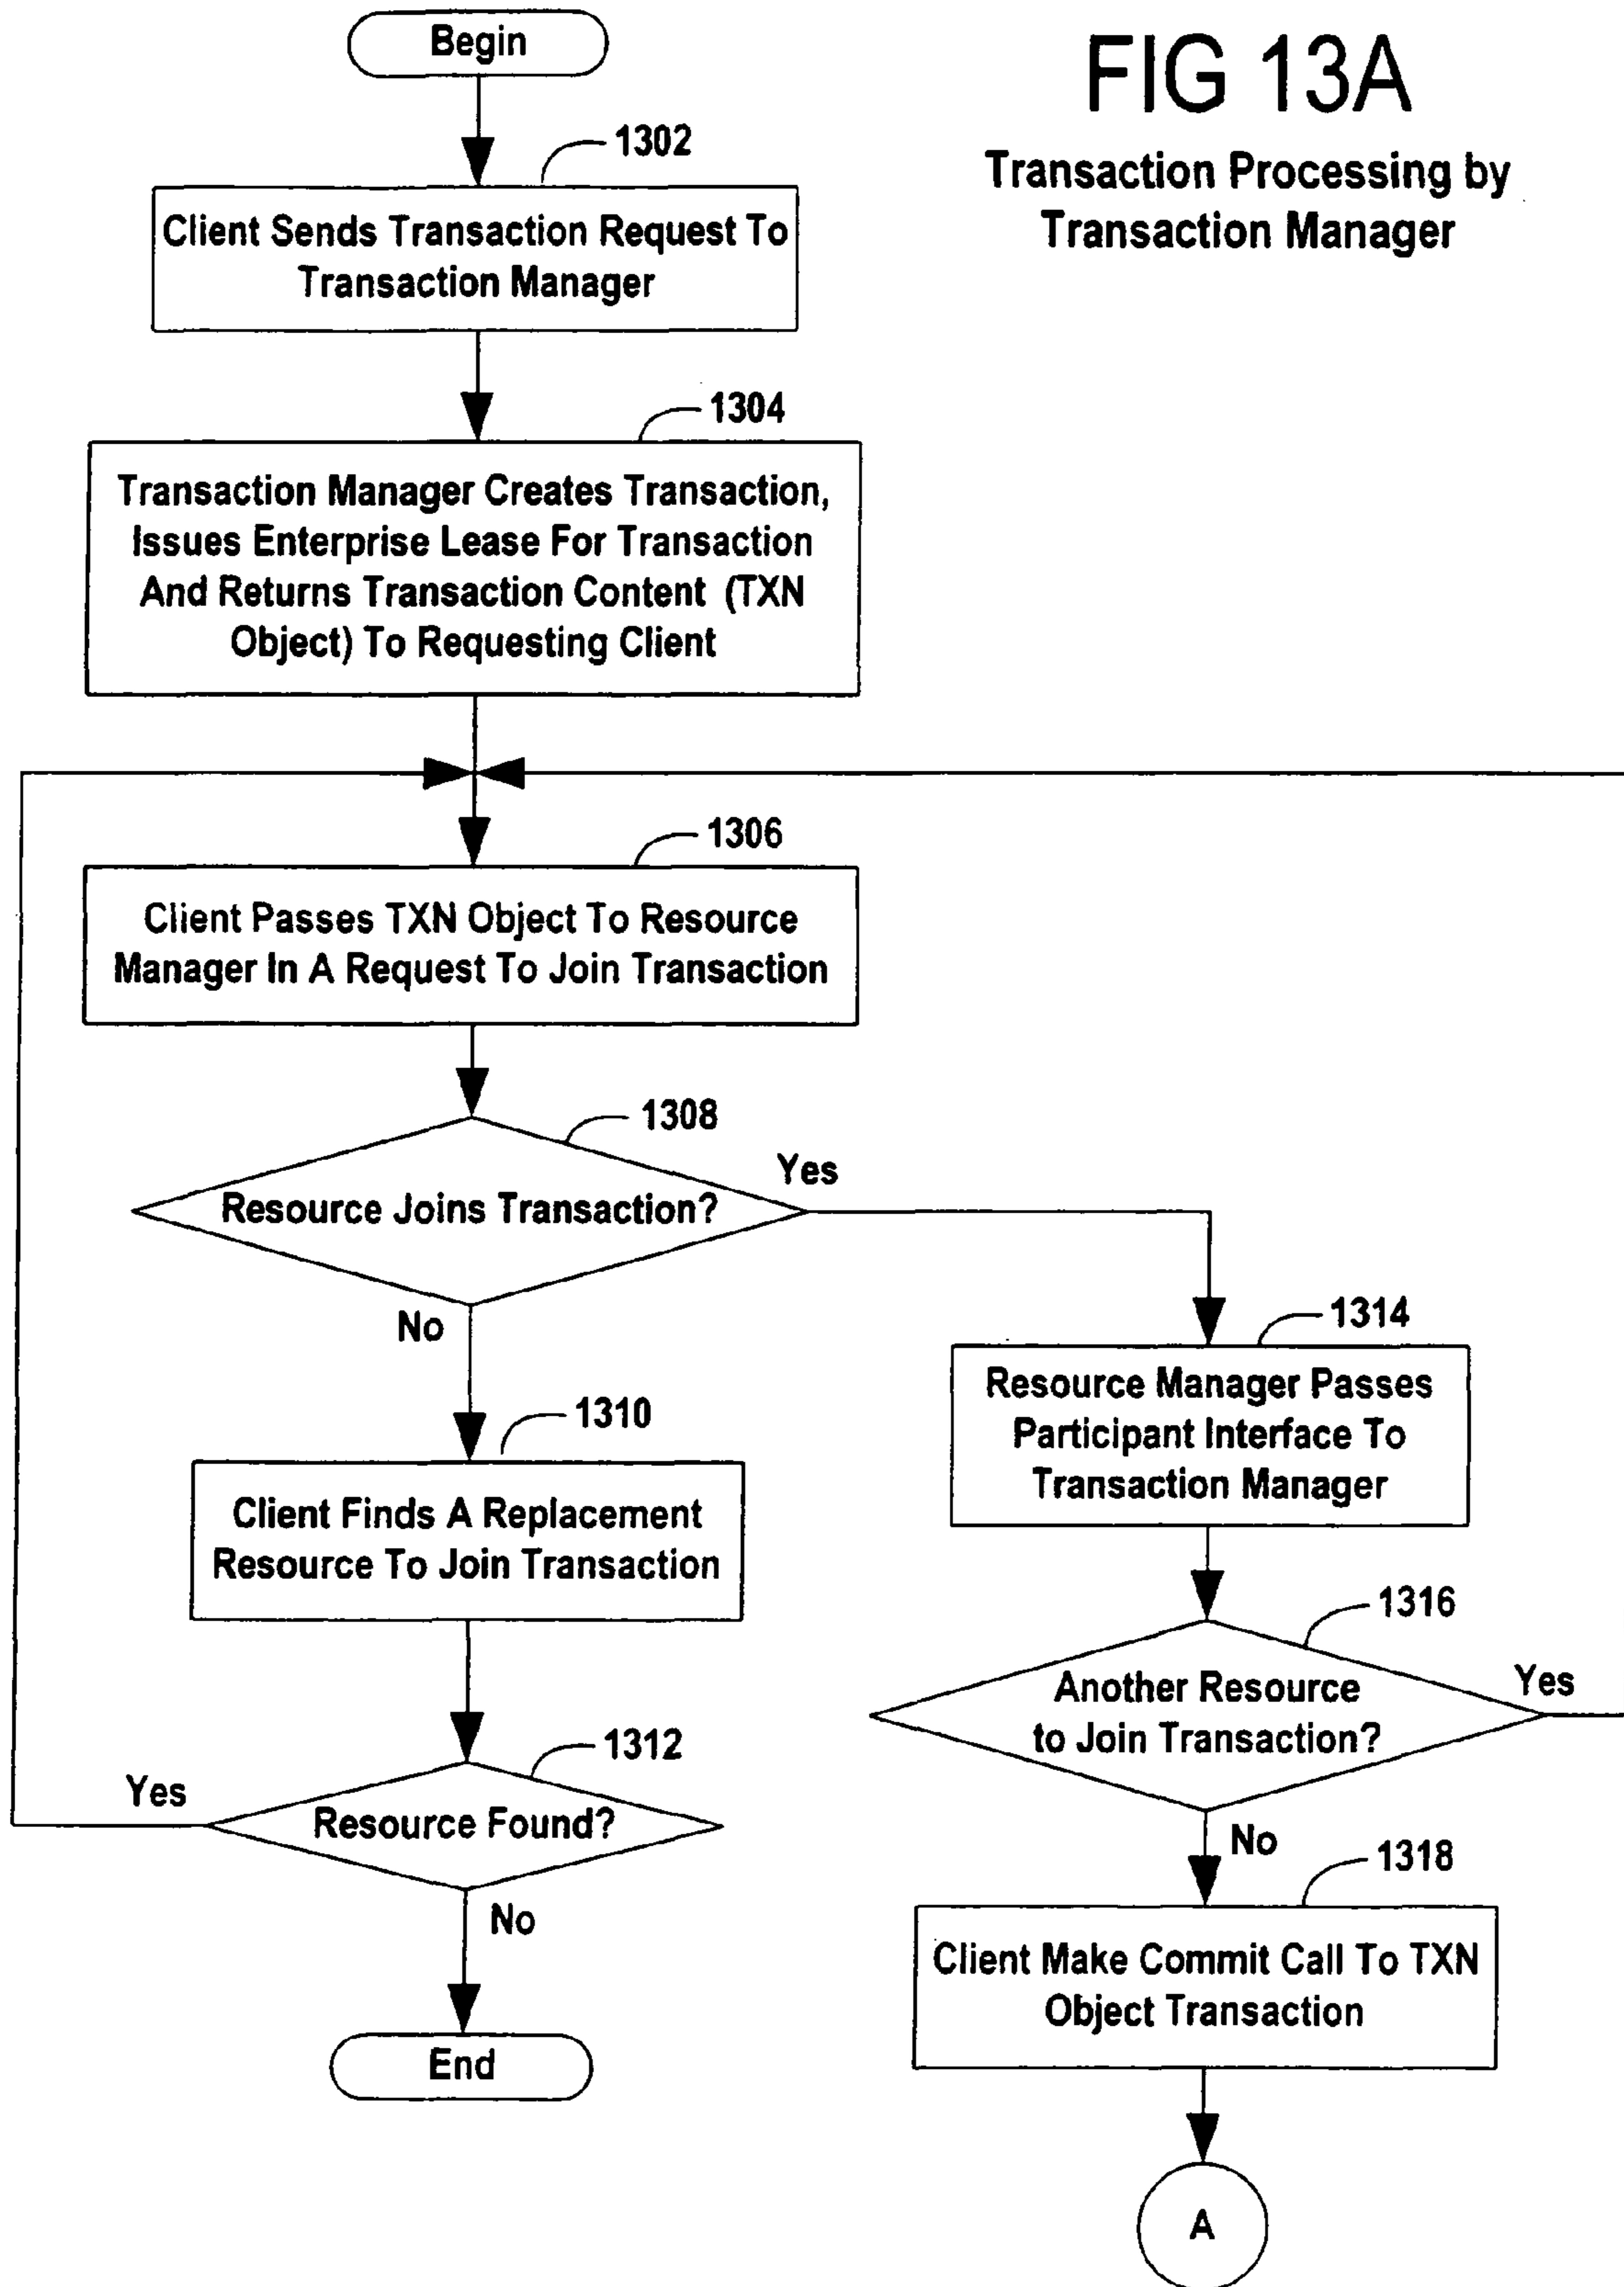 FIG 13A
Transaction Processing by
Transaction Manager
Begin
1302
Client Sends Transaction Request To
Transaction Manager
1304
Transaction Manager Creates Transaction,
Issues Enterprise Lease For Transaction
And Returns Transaction Content (TXN
Object) To Requesting Client
1306
Client Passes TXN Object To Resource
Manager In A Request To Join Transaction
1308
Resource Joins Transaction?
Yes
No
1310
Client Finds A Replacement
Resource To Join Transaction
1312
Resource Found?
Yes
No
End
1314
Resource Manager Passes
Participant Interface To
Transaction Manager
1316
Another Resource
to Join Transaction?
Yes
No
1318
Client Make Commit Call To TXN
Object Transaction
A